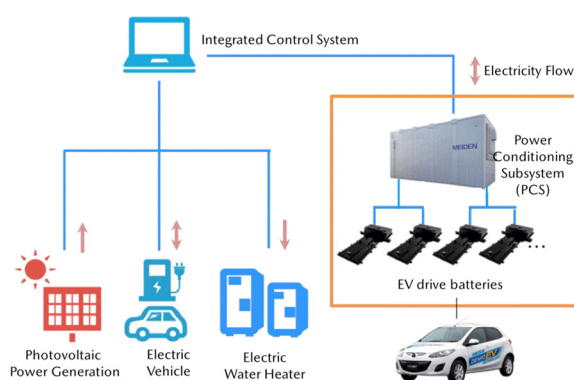 Integrated Control System
Electricity Flow
MEIDEN
Power
Conditioning
Subsystem
(PCS)
EV drive batteries
Photovoltaic
Power Generation
Electric
Vehicle
Electric
Water Heater